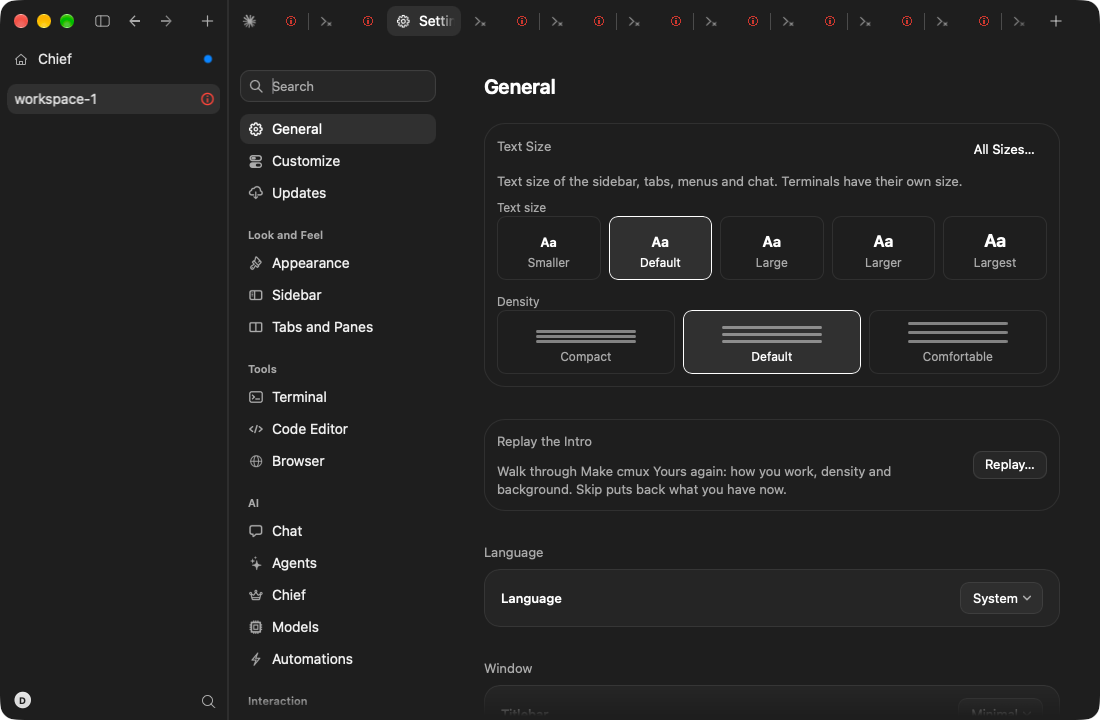 Settin
Chief
workspace-1
D
Search
General
Customize
Updates
Look and Feel
Appearance
Sidebar
Tabs and Panes
Tools
Terminal
Code Editor
Browser
AI
Chat
Agents
Chief
Models
Automations
Interaction
General
Text Size
All Sizes...
Text size of the sidebar, tabs, menus and chat. Terminals have their own size.
Text size
Aa Aa Aa Aa Aa
Smaller Default Large Larger Largest
Density
Compact Default Comfortable
Replay the Intro
Walk through Make cmux Yours again: how you work, density and
background. Skip puts back what you have now.
Replay...
Language
Language System
Window
Titlebar Minimal